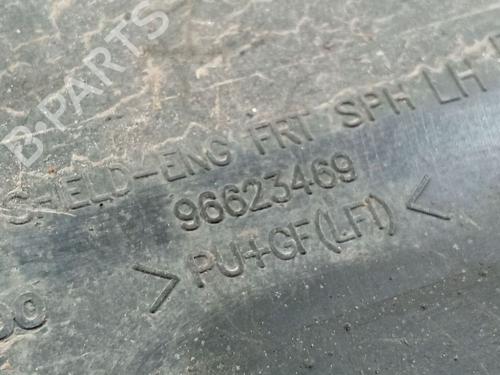 B-PARTS
SHIELD-ENG FRT SPH LH
96623469
>PU+GF(LFI)<